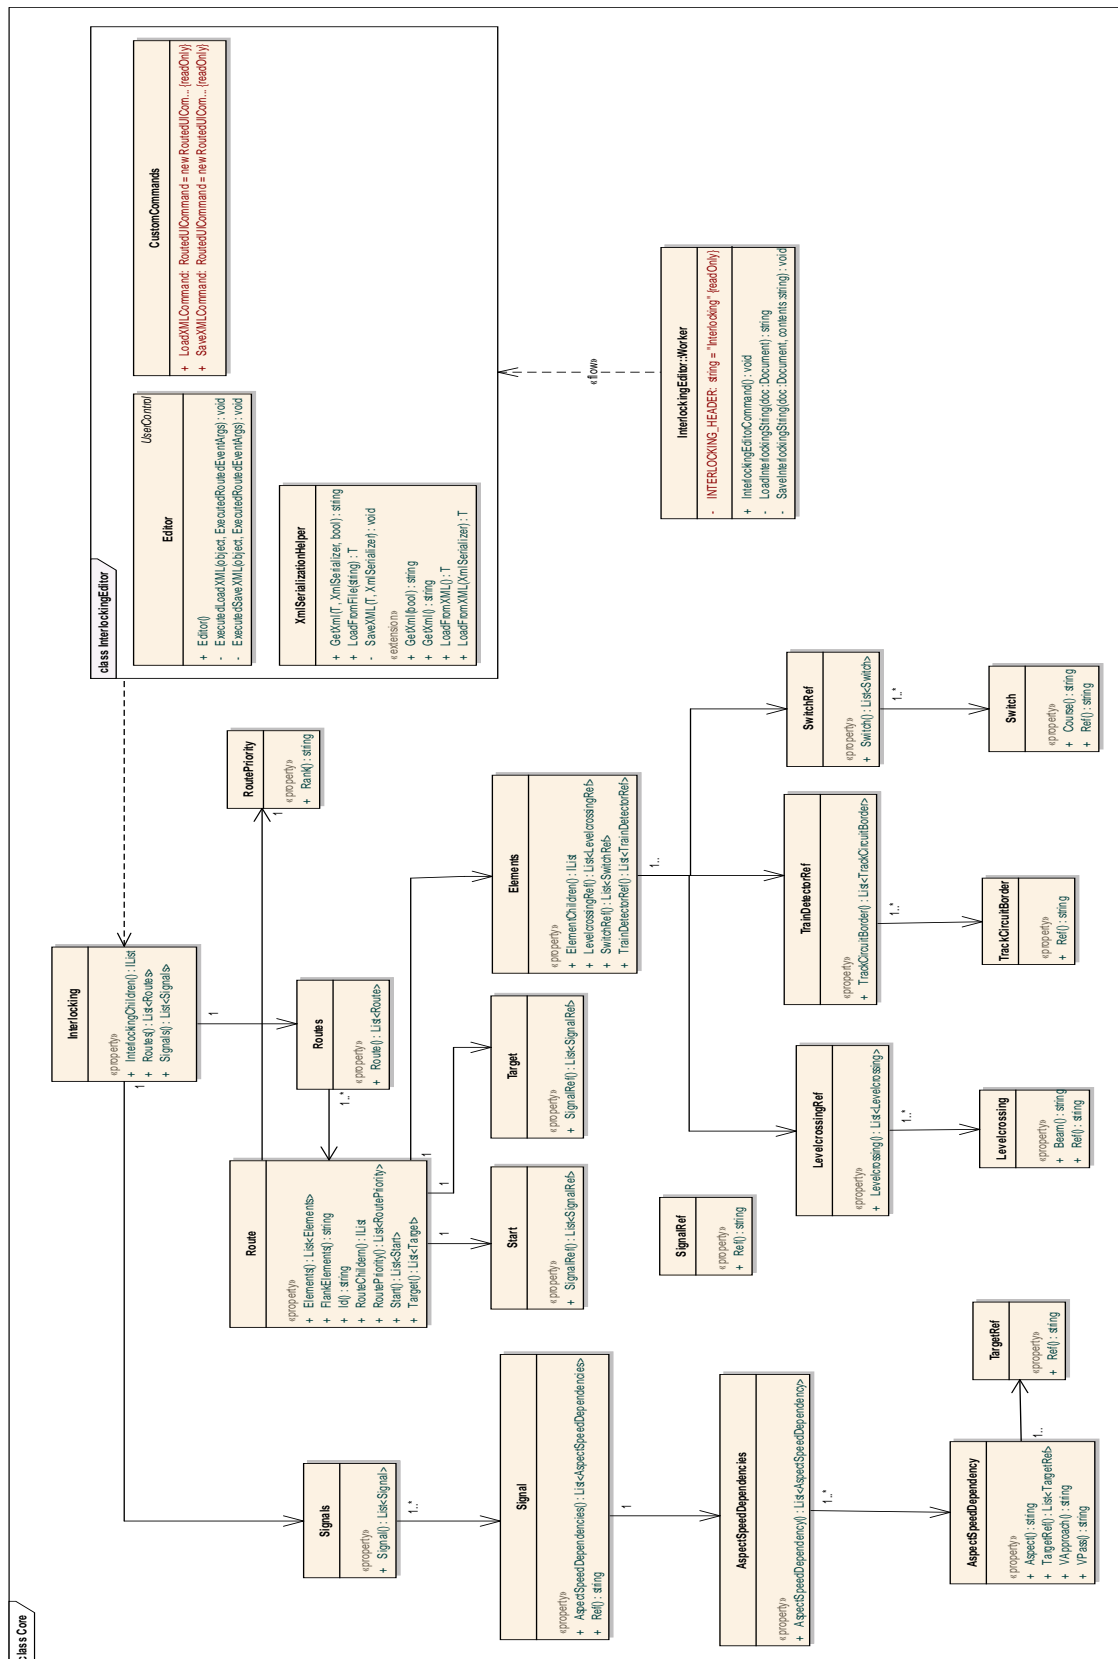 class Core
class InterlockingEditor
CustomCommands
+ LoadXMLCommand: RoutedUICommand = new RoutedUICom... {readOnly}
+ SaveXMLCommand: RoutedUICommand = new RoutedUICom... {readOnly}
UserControl
Editor
+ Editor()
- ExecutedLoadXML(object, ExecutedRoutedEventArgs) : void
- ExecutedSaveXML(object, ExecutedRoutedEventArgs) : void
XmlSerializationHelper
+ GetXml(T, XmlSerializer, bool) : string
+ LoadFromFile(string) : T
- SaveXML(T, XmlSerializer) : void
«extension»
+ GetXml(bool) : string
+ GetXml() : string
+ LoadFromXML() : T
+ LoadFromXML(XmlSerializer) : T
«flow»
InterlockingEditor::Worker
- INTERLOCKING_HEADER: string = "Interlocking" {readOnly}
+ InterlockingEditorCommand() : void
- LoadInterlockingString(doc :Document) : string
- SaveInterlockingString(doc :Document, contents :string) : void
Interlocking
«property»
+ InterlockingChildren() : IList
+ Routes() : List<Routes>
+ Signals() : List<Signals>
1
1
Routes
«property»
+ Route() : List<Route>
1..*
RoutePriority
«property»
+ Rank() : string
1
Route
«property»
+ Elements() : List<Elements>
+ FlankElements() : string
+ Id() : string
+ RouteChildern() : IList
+ RoutePriority() : List<RoutePriority>
+ Start() : List<Start>
+ Target() : List<Target>
1
1
1
Signals
«property»
+ Signal() : List<Signal>
1..*
Signal
«property»
+ AspectSpeedDependencies() : List<AspectSpeedDependencies>
+ Ref() : string
1
Start
«property»
+ SignalRef() : List<SignalRef>
Target
«property»
+ SignalRef() : List<SignalRef>
Elements
«property»
+ ElementChildren() : IList
+ LevelcrossingRef() : List<LevelcrossingRef>
+ SwitchRef() : List<SwitchRef>
+ TrainDetectorRef() : List<TrainDetectorRef>
1..
SignalRef
«property»
+ Ref() : string
AspectSpeedDependencies
«property»
+ AspectSpeedDependency() : List<AspectSpeedDependency>
1..*
LevelcrossingRef
«property»
+ Levelcrossing() : List<Levelcrossing>
1..*
TrainDetectorRef
«property»
+ TrackCircuitBorder() : List<TrackCircuitBorder>
1..*
SwitchRef
«property»
+ Switch() : List<Switch>
1..*
AspectSpeedDependency
«property»
+ Aspect() : string
+ TargetRef() : List<TargetRef>
+ VApproach() : string
+ VPass() : string
1..
TargetRef
«property»
+ Ref() : string
Levelcrossing
«property»
+ Beam() : string
+ Ref() : string
TrackCircuitBorder
«property»
+ Ref() : string
Switch
«property»
+ Course() : string
+ Ref() : string